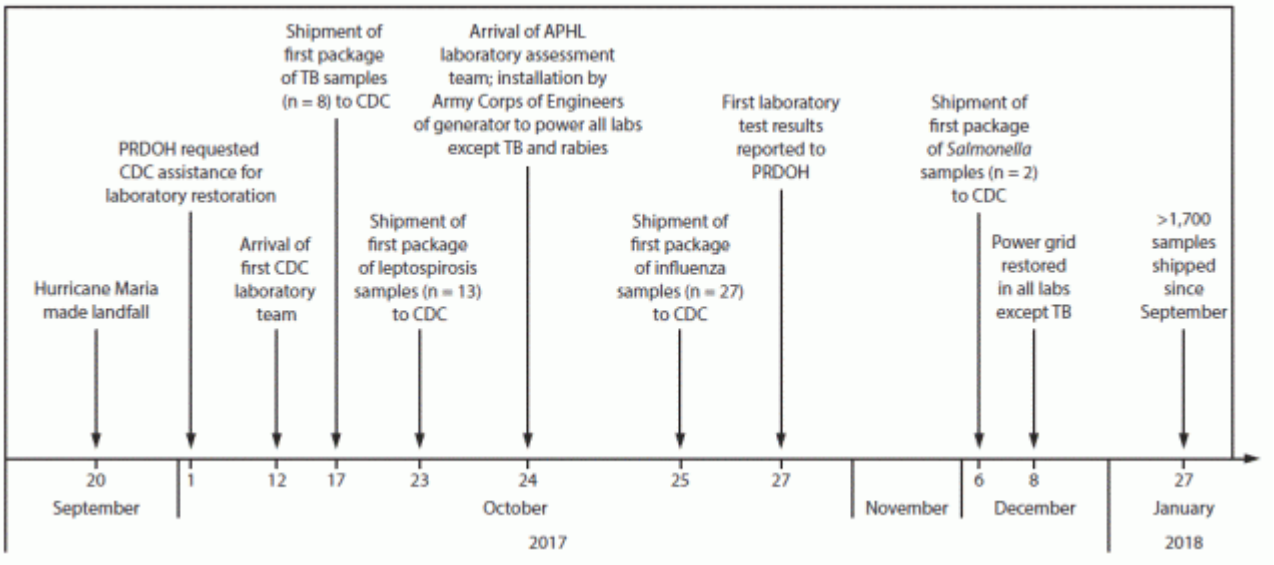 Hurricane Maria
made landfall
PRDOH requested
CDC assistance for
laboratory restoration
Arrival of
first CDC
laboratory
team
Shipment of
first package
of TB samples
(n = 8) to CDC
Shipment of
first package
of leptospirosis
samples (n = 13)
to CDC
Arrival of APHL
laboratory assessment
team; installation by
Army Corps of Engineers
of generator to power all labs
except TB and rabies
Shipment of
first package
of influenza
samples (n = 27)
to CDC
First laboratory
test results
reported to
PRDOH
Shipment of
first package
of Salmonella
samples (n = 2)
to CDC
Power grid
restored
in all labs
except TB
>1,700
samples
shipped
since
September
20 1 12 17 23 24 25 27 6 8 27
September October November December January
2017 2018